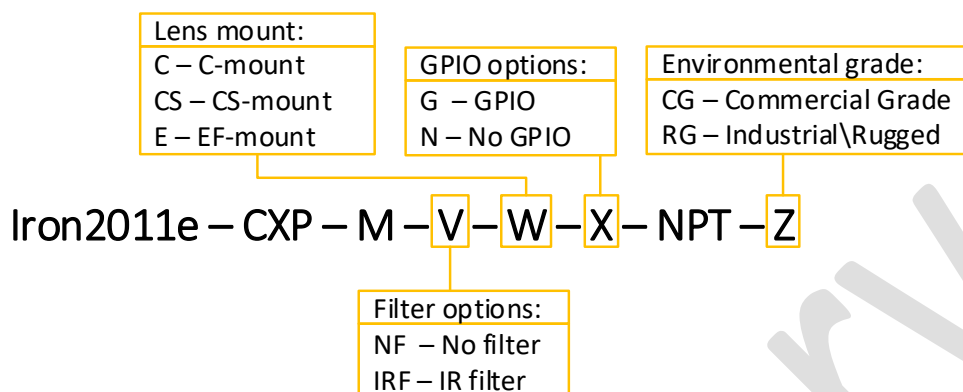 Lens mount:
C – C-mount
CS – CS-mount
E – EF-mount
GPIO options:
G – GPIO
N – No GPIO
Environmental grade:
CG – Commercial Grade
RG – Industrial\Rugged
Iron2011e – CXP – M – V – W – X – NPT – Z
Filter options:
NF – No filter
IRF – IR filter